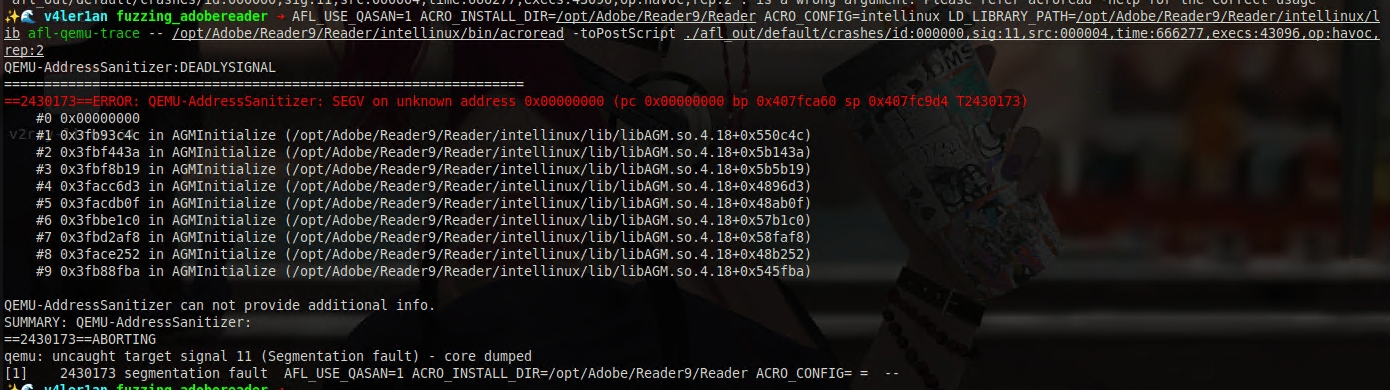 afl_out/default/crashes/id:000000,sig:11,src:000004,time:666277,execs:43096,op:havoc,rep:2'. is a wrong argument. Please refer acroread -help for the correct usage
v4ler1an fuzzing_adobereader → AFL_USE_QASAN=1 ACRO_INSTALL_DIR=/opt/Adobe/Reader9/Reader ACRO_CONFIG=intellinux LD_LIBRARY_PATH=/opt/Adobe/Reader9/Reader/intellinux/l
ib afl-qemu-trace -- /opt/Adobe/Reader9/Reader/intellinux/bin/acroread -toPostScript ./afl_out/default/crashes/id:000000,sig:11,src:000004,time:666277,execs:43096,op:havoc,
rep:2
QEMU-AddressSanitizer:DEADLYSIGNAL
=================================================================
==2430173==ERROR: QEMU-AddressSanitizer: SEGV on unknown address 0x00000000 (pc 0x00000000 bp 0x407fca60 sp 0x407fc9d4 T2430173)
    #0 0x00000000
    #1 0x3fb93c4c in AGMInitialize (/opt/Adobe/Reader9/Reader/intellinux/lib/libAGM.so.4.18+0x550c4c)
    #2 0x3fbf443a in AGMInitialize (/opt/Adobe/Reader9/Reader/intellinux/lib/libAGM.so.4.18+0x5b143a)
    #3 0x3fbf8b19 in AGMInitialize (/opt/Adobe/Reader9/Reader/intellinux/lib/libAGM.so.4.18+0x5b5b19)
    #4 0x3facc6d3 in AGMInitialize (/opt/Adobe/Reader9/Reader/intellinux/lib/libAGM.so.4.18+0x4896d3)
    #5 0x3facdb0f in AGMInitialize (/opt/Adobe/Reader9/Reader/intellinux/lib/libAGM.so.4.18+0x48ab0f)
    #6 0x3fbbe1c0 in AGMInitialize (/opt/Adobe/Reader9/Reader/intellinux/lib/libAGM.so.4.18+0x57b1c0)
    #7 0x3fbd2af8 in AGMInitialize (/opt/Adobe/Reader9/Reader/intellinux/lib/libAGM.so.4.18+0x58faf8)
    #8 0x3face252 in AGMInitialize (/opt/Adobe/Reader9/Reader/intellinux/lib/libAGM.so.4.18+0x48b252)
    #9 0x3fb88fba in AGMInitialize (/opt/Adobe/Reader9/Reader/intellinux/lib/libAGM.so.4.18+0x545fba)
QEMU-AddressSanitizer can not provide additional info.
SUMMARY: QEMU-AddressSanitizer:
==2430173==ABORTING
qemu: uncaught target signal 11 (Segmentation fault) - core dumped
[1]    2430173 segmentation fault  AFL_USE_QASAN=1 ACRO_INSTALL_DIR=/opt/Adobe/Reader9/Reader ACRO_CONFIG= =  --
v4ler1an fuzzing_adobereader